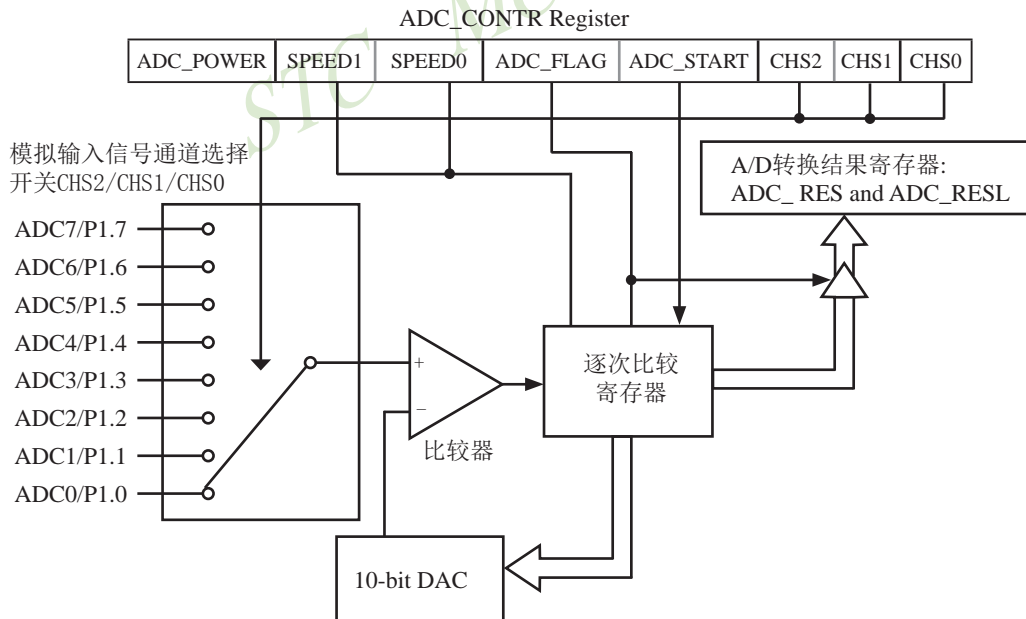 ADC_CONTR Register
ADC_POWER SPEED1 SPEED0 ADC_FLAG ADC_START CHS2 CHS1 CHS0
模拟输入信号通道选择
开关CHS2/CHS1/CHS0
A/D转换结果寄存器:
ADC_ RES and ADC_RESL
ADC7/P1.7
ADC6/P1.6
ADC5/P1.5
ADC4/P1.4
ADC3/P1.3
ADC2/P1.2
ADC1/P1.1
ADC0/P1.0
+
−
比较器
逐次比较
寄存器
10-bit DAC
STC